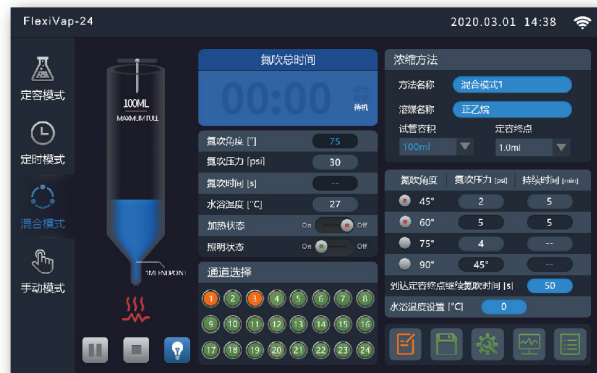 FlexiVap-24
2020.03.01 14:38
定容模式
定时模式
混合模式
手动模式
100ML
MAXMUM FULL
1ML ENDPOINT
氮吹总时间
00:00
待机
氮吹角度 [°] 75
氮吹压力 [psi] 30
氮吹时间 [s] --
水浴温度 [°C] 27
加热状态 On Off
照明状态 On Off
通道选择
1 2 3 4 5 6 7 8
9 10 11 12 13 14 15 16
17 18 19 20 21 22 23 24
浓缩方法
方法名称 混合模式1
溶媒名称 正乙烷
试管容积 定容终点
100ml 1.0ml
氮吹角度 氮吹压力 [psi] 持续时间 [min]
45° 2 5
60° 5 5
75° 4 --
90° 45° --
到达定容终点继续氮吹时间 [s] 50
水浴温度设置 [°C] 0